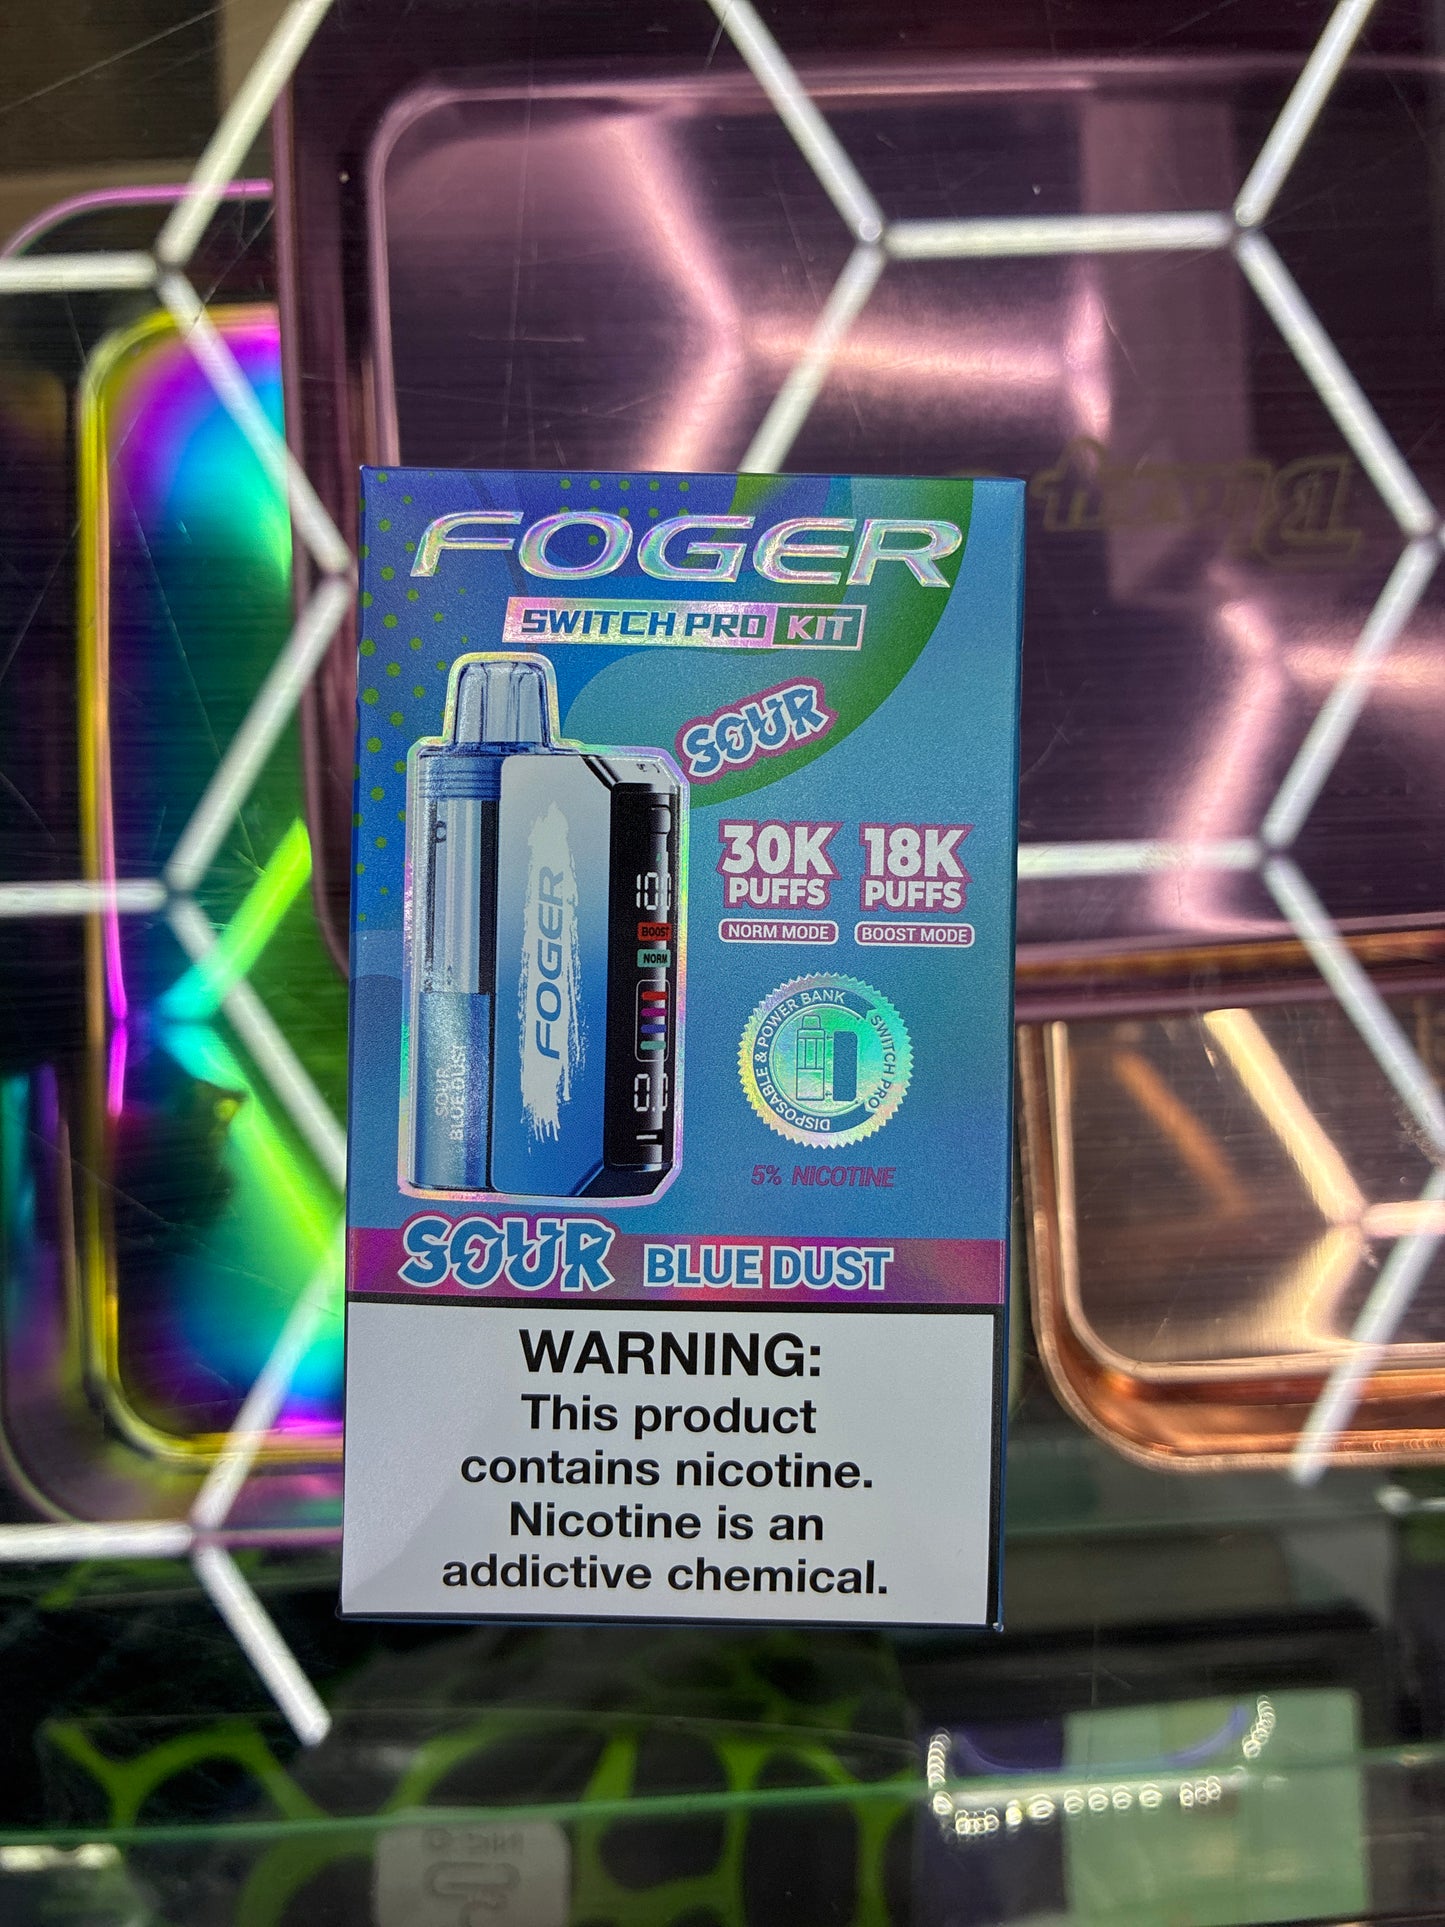 FOGER
SWITCH PRO KIT
SOUR
30K PUFFS
NORM MODE
18K PUFFS
BOOST MODE
FOGER
BOOST
NORM
SOUR
BLUE DUST
DISPOSABLE & POWER BANK
SWITCH PRO
5% NICOTINE
SOUR BLUE DUST
WARNING:
This product
contains nicotine.
Nicotine is an
addictive chemical.